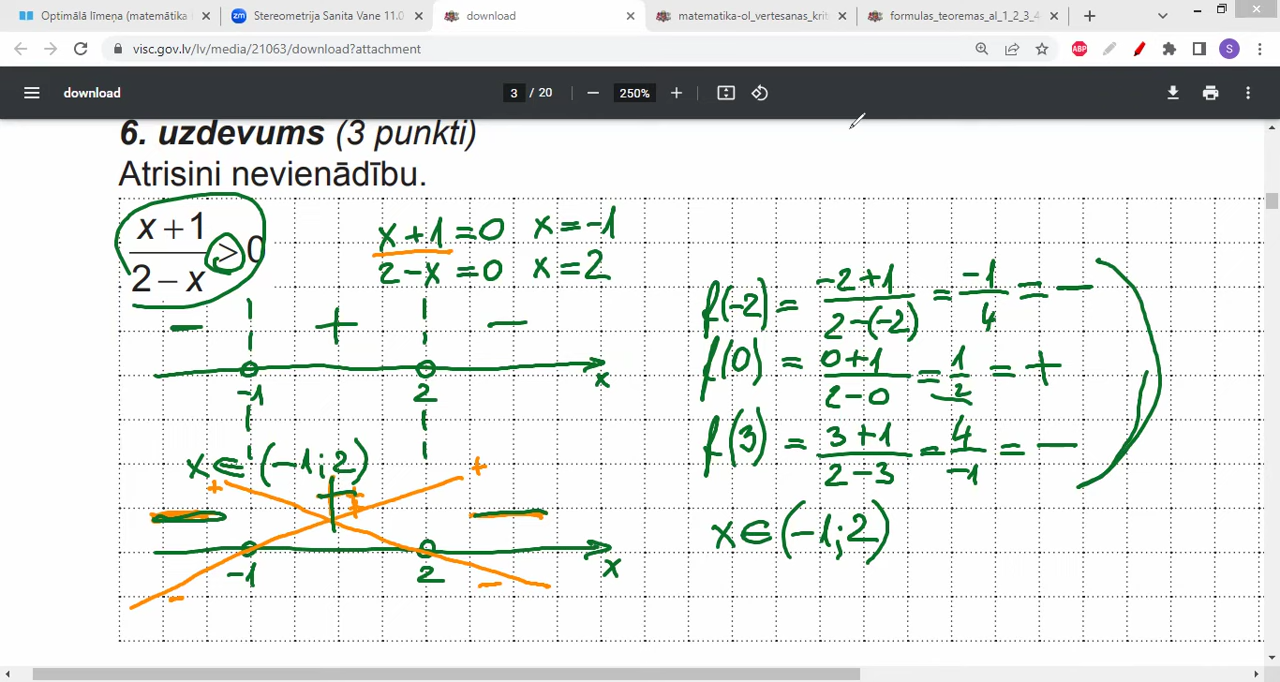 Optimālā līmeņa (matemātika
Stereometrija Sanita Vane 11.0
download
matematika-ol_vertesanas_krit
formulas_teoremas_al_1_2_3_4
visc.gov.lv/lv/media/21063/download?attachment
ABP
S
download
3 / 20
250%
6. uzdevums (3 punkti)
Atrisini nevienādību.
x+1 / 2−x > 0
x+1=0 x=-1
2-x=0 x=2
− + −
-1 2 x
x∈(-1;2)
+ + + −
− + −
-1 2 x
f(-2) = -2+1 / 2-(-2) = -1/4 = −
f(0) = 0+1 / 2-0 = 1/2 = +
f(3) = 3+1 / 2-3 = 4/-1 = −
x∈(-1;2)